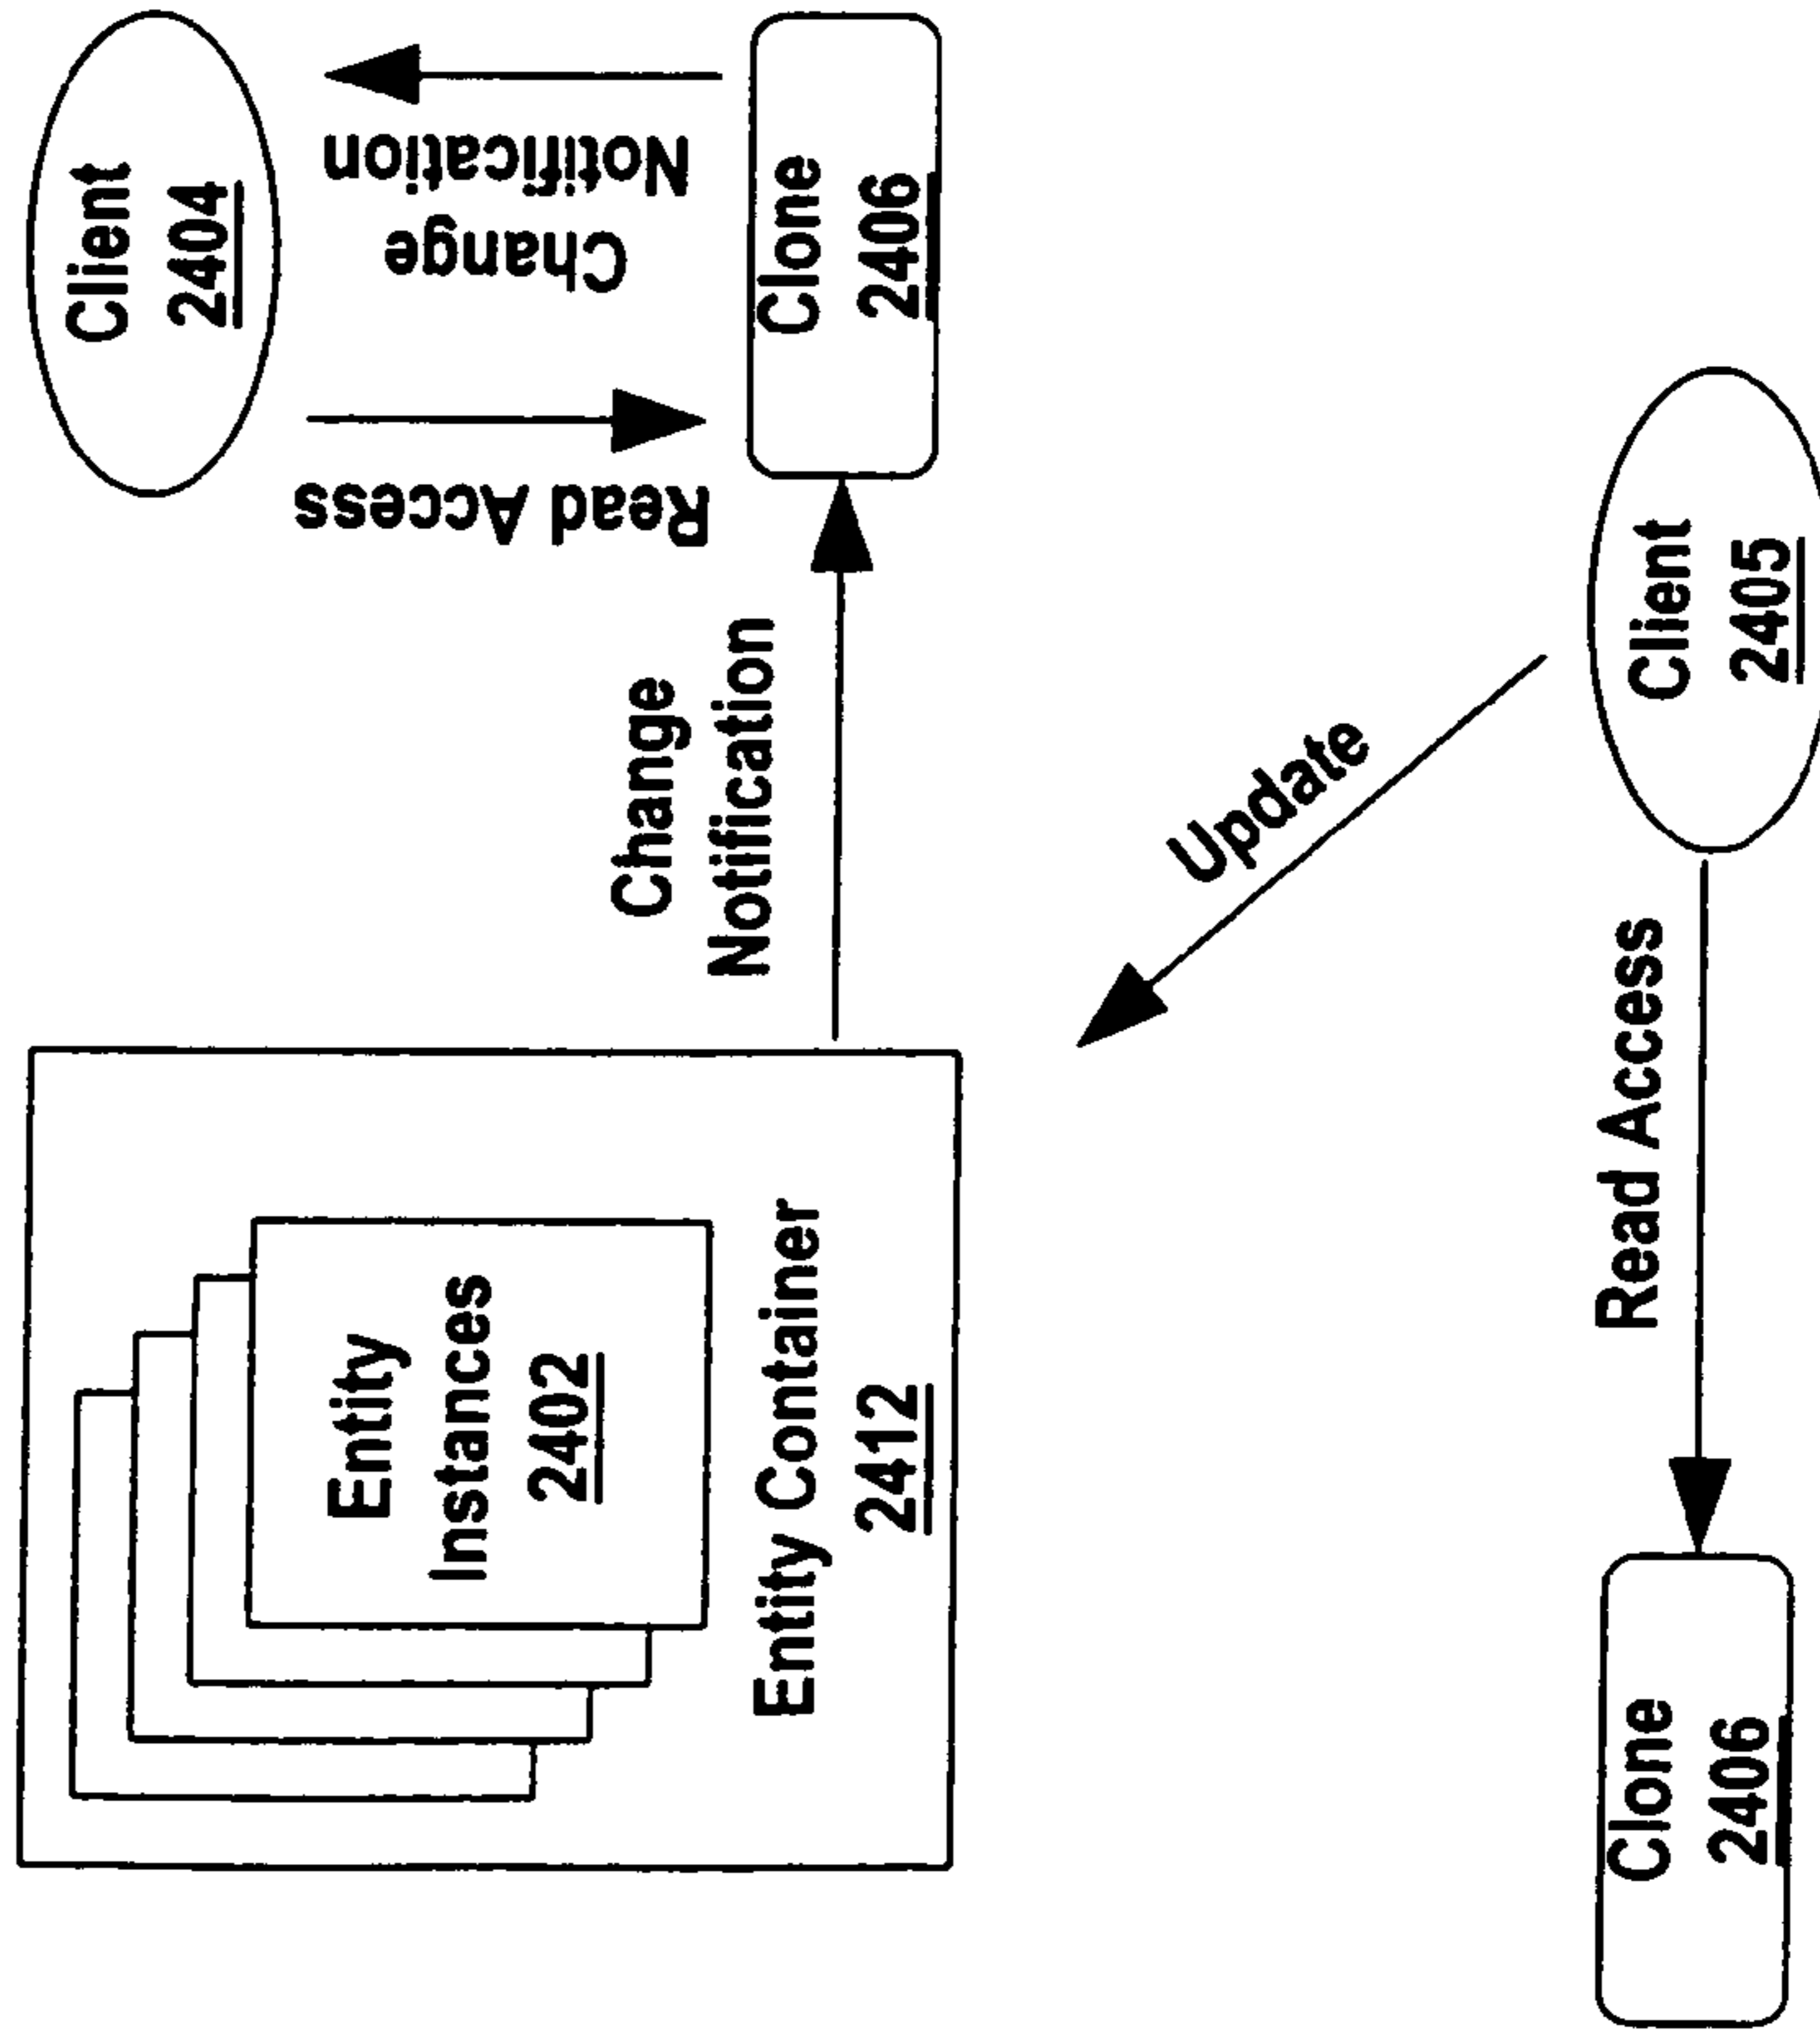 Client
2404
Entity
Instances
2402
Read Access
Change
Notification
Change
Notification
Entity Container
2412
Clone
2406
Update
Read Access
Clone
2406
Client
2405